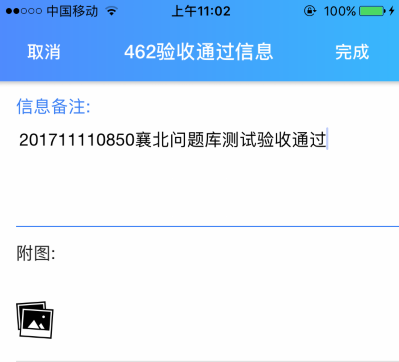 中国移动 上午11:02 100%
取消 462验收通过信息 完成
信息备注:
201711110850襄北问题库测试验收通过
附图: